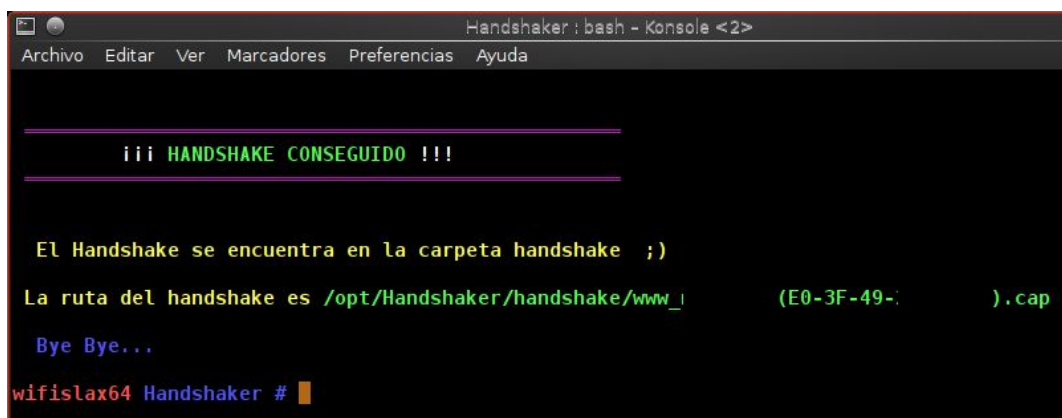 Handshaker : bash – Konsole <2>
Archivo Editar Ver Marcadores Preferencias Ayuda
¡¡¡ HANDSHAKE CONSEGUIDO !!!
El Handshake se encuentra en la carpeta handshake ;)
La ruta del handshake es /opt/Handshaker/handshake/www_ (E0-3F-49- ).cap
Bye Bye...
wifislax64 Handshaker #